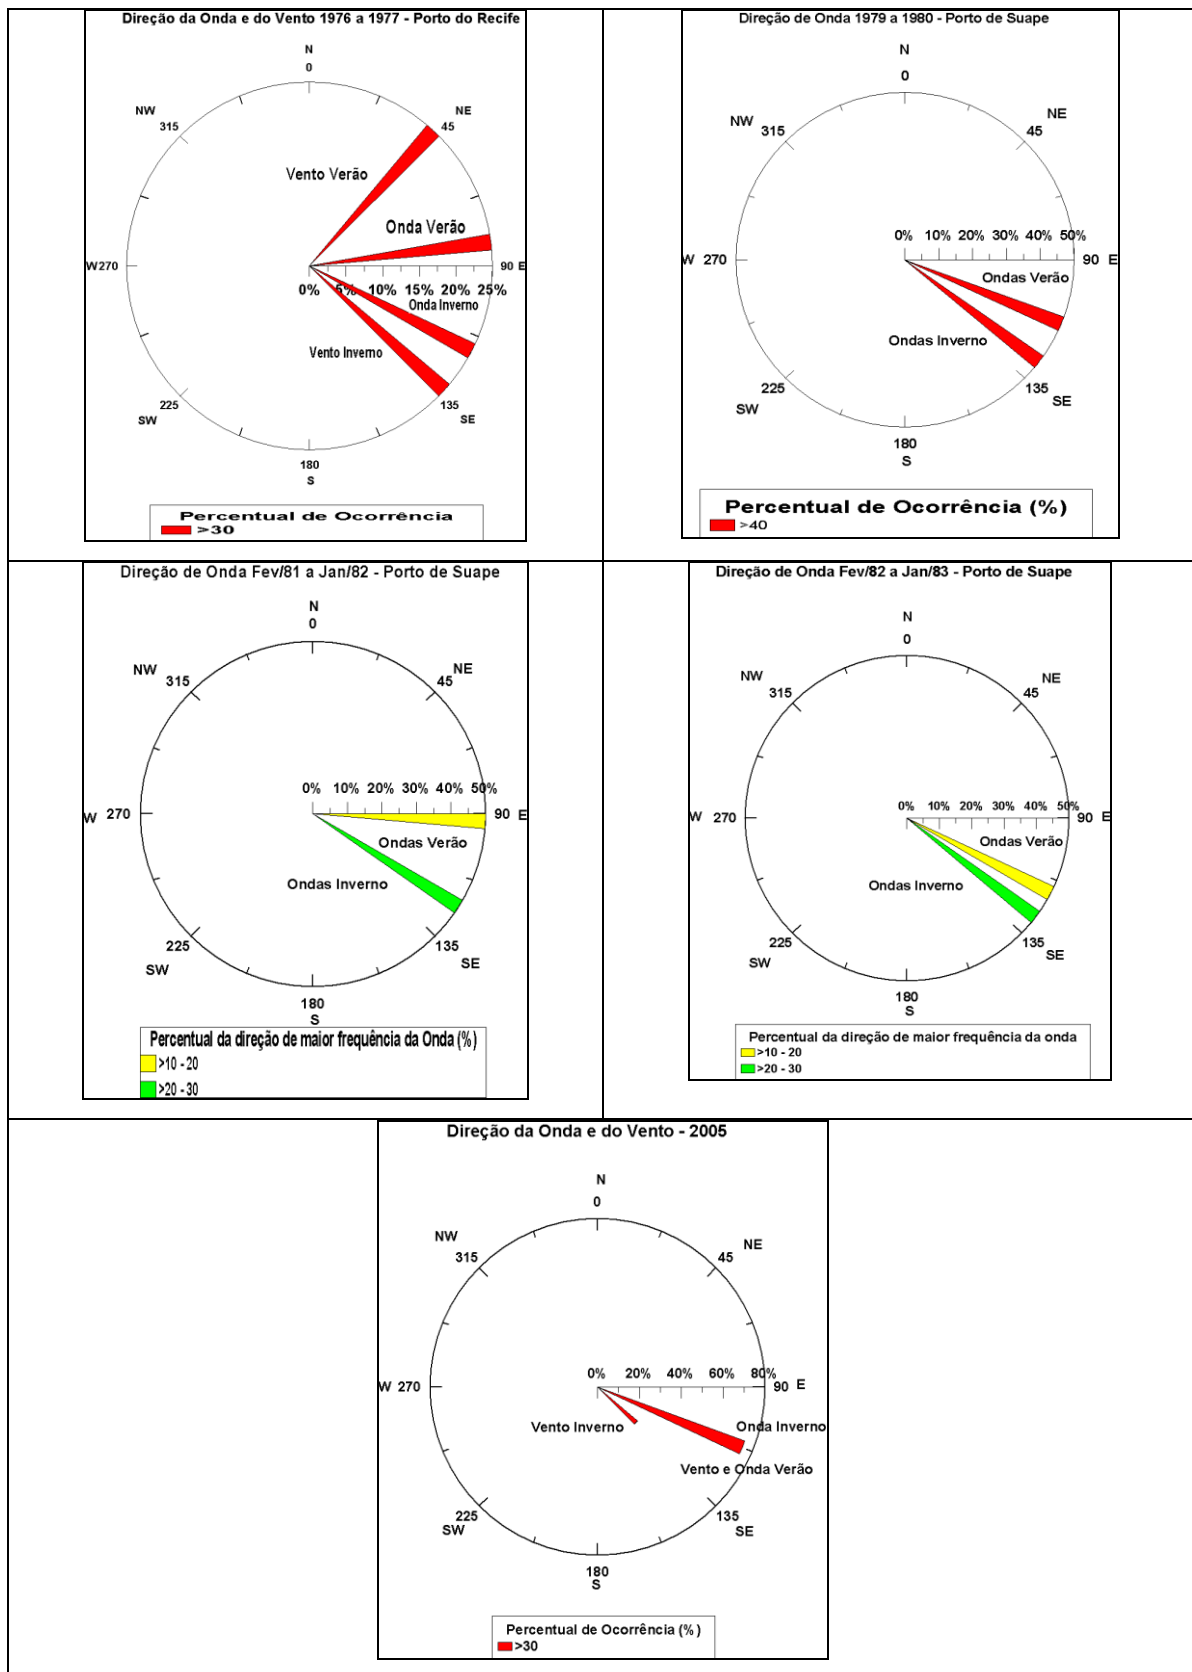 Direção da Onda e do Vento 1976 a 1977 - Porto do Recife
N
0
NW
NE
315
45
Vento Verão
Onda Verão
W 270
90 E
0% 5% 10% 15% 20% 25%
Onda Inverno
Vento Inverno
225
135
SW
SE
180
S
Percentual de Ocorrência
>30
Direção de Onda 1979 a 1980 - Porto de Suape
N
0
NW
NE
315
45
0% 10% 20% 30% 40% 50%
W 270
90 E
Ondas Verão
Ondas Inverno
225
135
SW
SE
180
S
Percentual de Ocorrência (%)
>40
Direção de Onda Fev/81 a Jan/82 - Porto de Suape
N
0
NW
NE
315
45
0% 10% 20% 30% 40% 50%
W 270
90 E
Ondas Verão
Ondas Inverno
225
135
SW
SE
180
S
Percentual da direção de maior frequência da Onda (%)
>10 - 20
>20 - 30
Direção de Onda Fev/82 a Jan/83 - Porto de Suape
N
0
NW
NE
315
45
0% 10% 20% 30% 40% 50%
W 270
90 E
Ondas Verão
Ondas Inverno
225
135
SW
SE
180
S
Percentual da direção de maior frequência da onda
>10 - 20
>20 - 30
Direção da Onda e do Vento - 2005
N
0
NW
NE
315
45
0% 20% 40% 60% 80%
W 270
90 E
Vento Inverno
Onda Inverno
Vento e Onda Verão
225
135
SW
SE
180
S
Percentual de Ocorrência (%)
>30